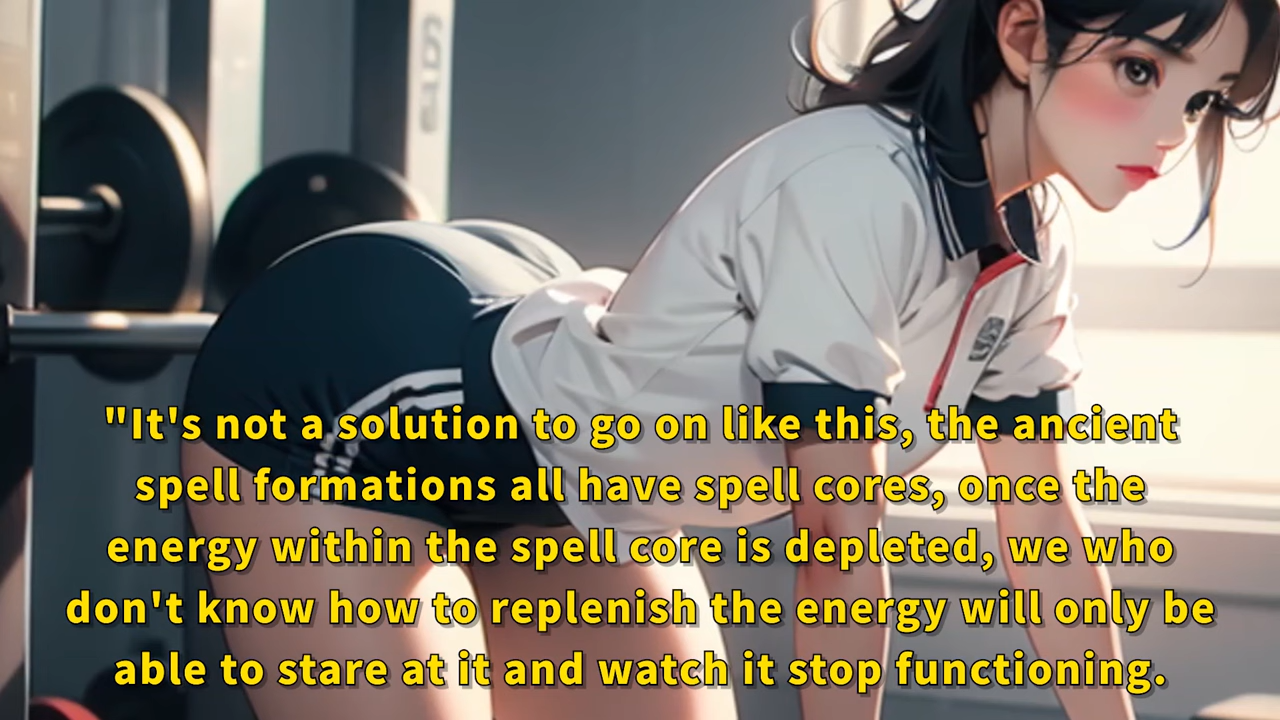 "It's not a solution to go on like this, the ancient
spell formations all have spell cores, once the
energy within the spell core is depleted, we who
don't know how to replenish the energy will only be
able to stare at it and watch it stop functioning.